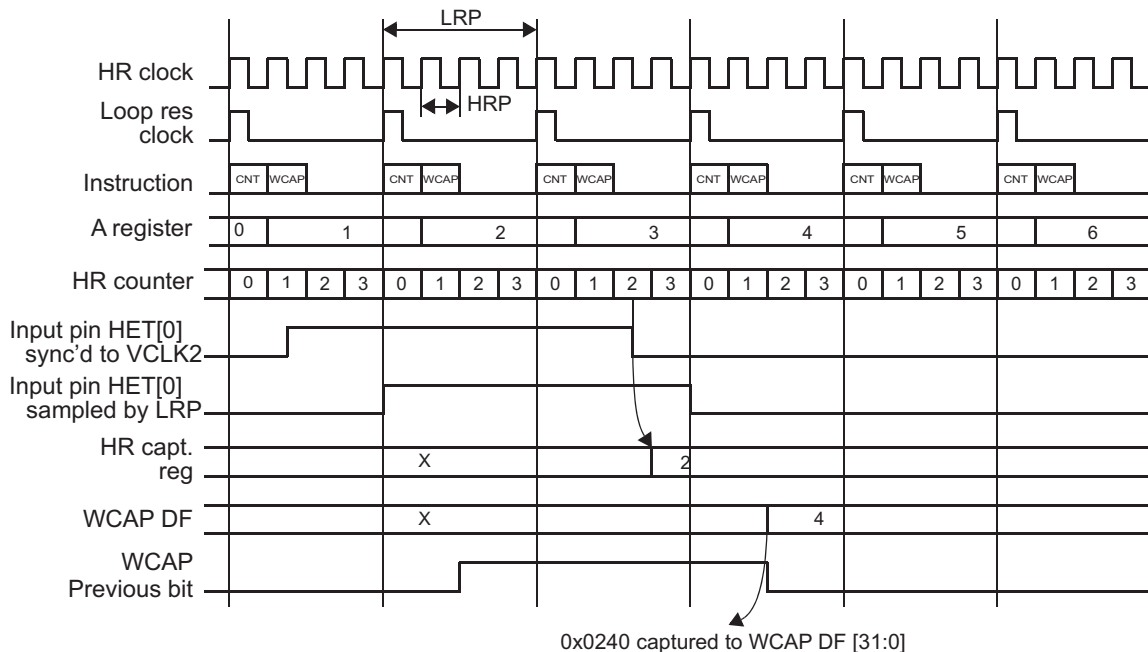 LRP
HR clock
HRP
Loop res
clock
Instruction CNT WCAP CNT WCAP CNT WCAP CNT WCAP CNT WCAP CNT WCAP
A register 0 1 2 3 4 5 6
HR counter 0 1 2 3 0 1 2 3 0 1 2 3 0 1 2 3 0 1 2 3 0 1 2 3
Input pin HET[0]
sync'd to VCLK2
Input pin HET[0]
sampled by LRP
HR capt.
reg
X 2
WCAP DF X 4
WCAP
Previous bit
0x0240 captured to WCAP DF [31:0]